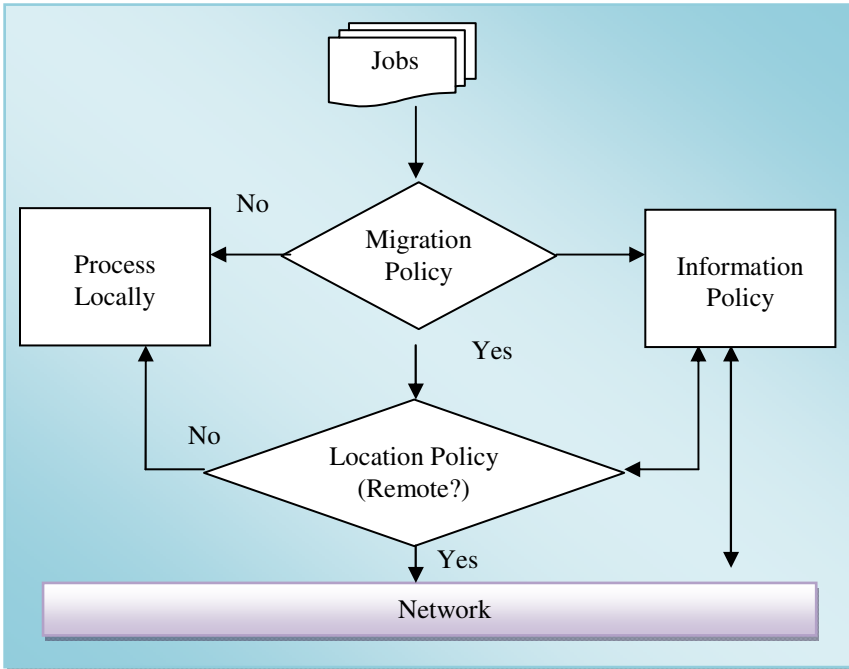 Jobs
No
Migration
Policy
Process
Locally
Information
Policy
Yes
No
Location Policy
(Remote?)
Yes
Network